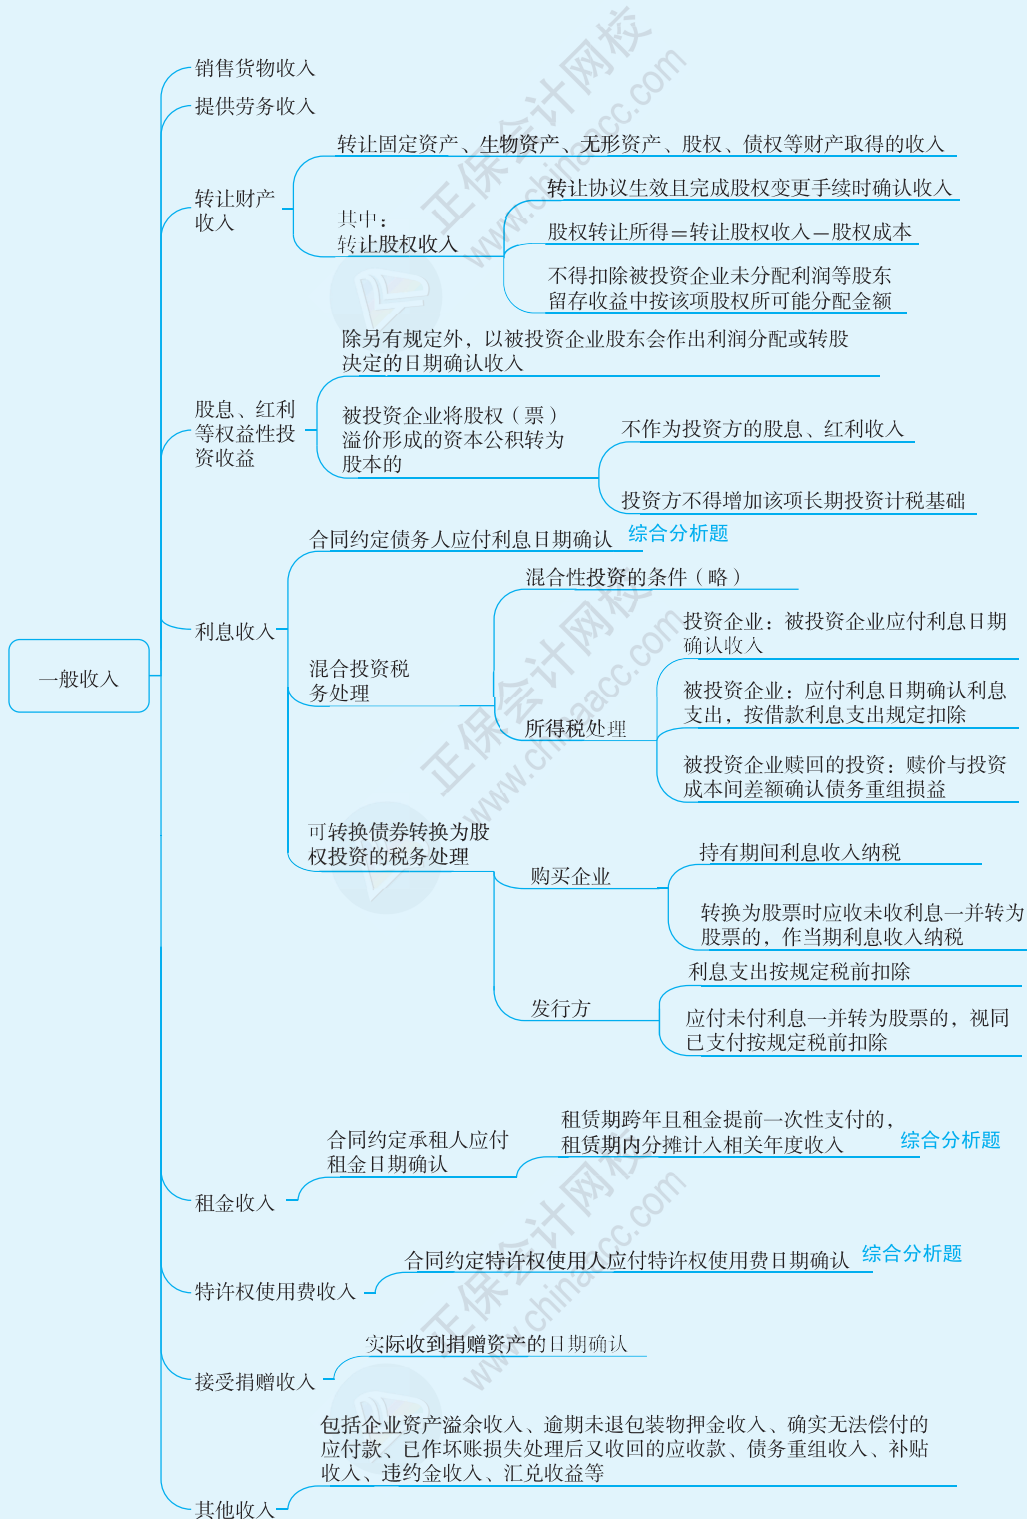 销售货物收入
提供劳务收入
转让固定资产、生物资产、无形资产、股权、债权等财产取得的收入
转让财产
收入
其中：
转让股权收入
转让协议生效且完成股权变更手续时确认收入
股权转让所得＝转让股权收入－股权成本
不得扣除被投资企业未分配利润等股东
留存收益中按该项股权所可能分配金额
除另有规定外，以被投资企业股东会作出利润分配或转股
决定的日期确认收入
股息、红利
等权益性投
资收益
被投资企业将股权（票）
溢价形成的资本公积转为
股本的
不作为投资方的股息、红利收入
投资方不得增加该项长期投资计税基础
合同约定债务人应付利息日期确认 综合分析题
利息收入
混合投资税
务处理
混合性投资的条件（略）
所得税处理
投资企业：被投资企业应付利息日期
确认收入
被投资企业：应付利息日期确认利息
支出，按借款利息支出规定扣除
被投资企业赎回的投资：赎价与投资
成本间差额确认债务重组损益
一般收入
可转换债券转换为股
权投资的税务处理
购买企业
持有期间利息收入纳税
转换为股票时应收未收利息一并转为
股票的，作当期利息收入纳税
发行方
利息支出按规定税前扣除
应付未付利息一并转为股票的，视同
已支付按规定税前扣除
租金收入
合同约定承租人应付
租金日期确认
租赁期跨年且租金提前一次性支付的，
租赁期内分摊计入相关年度收入 综合分析题
特许权使用费收入
合同约定特许权使用人应付特许权使用费日期确认 综合分析题
接受捐赠收入
实际收到捐赠资产的日期确认
其他收入
包括企业资产溢余收入、逾期未退包装物押金收入、确实无法偿付的
应付款、已作坏账损失处理后又收回的应收款、债务重组收入、补贴
收入、违约金收入、汇兑收益等
正保会计网校
www.chinaacc.com
正保会计网校
www.chinaacc.com
正保会计网校
www.chinaacc.com